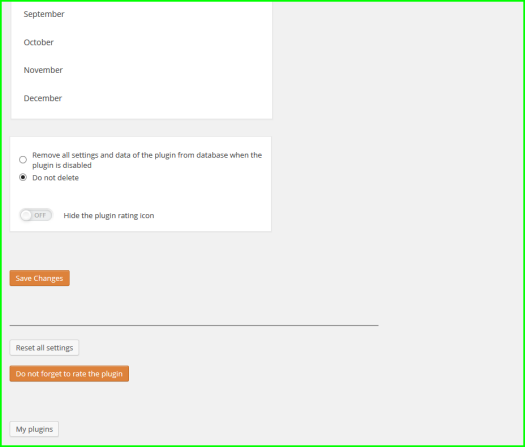 September
October
November
December
Remove all settings and data of the plugin from database when the
plugin is disabled
Do not delete
OFF
Hide the plugin rating icon
Save Changes
Reset all settings
Do not forget to rate the plugin
My plugins